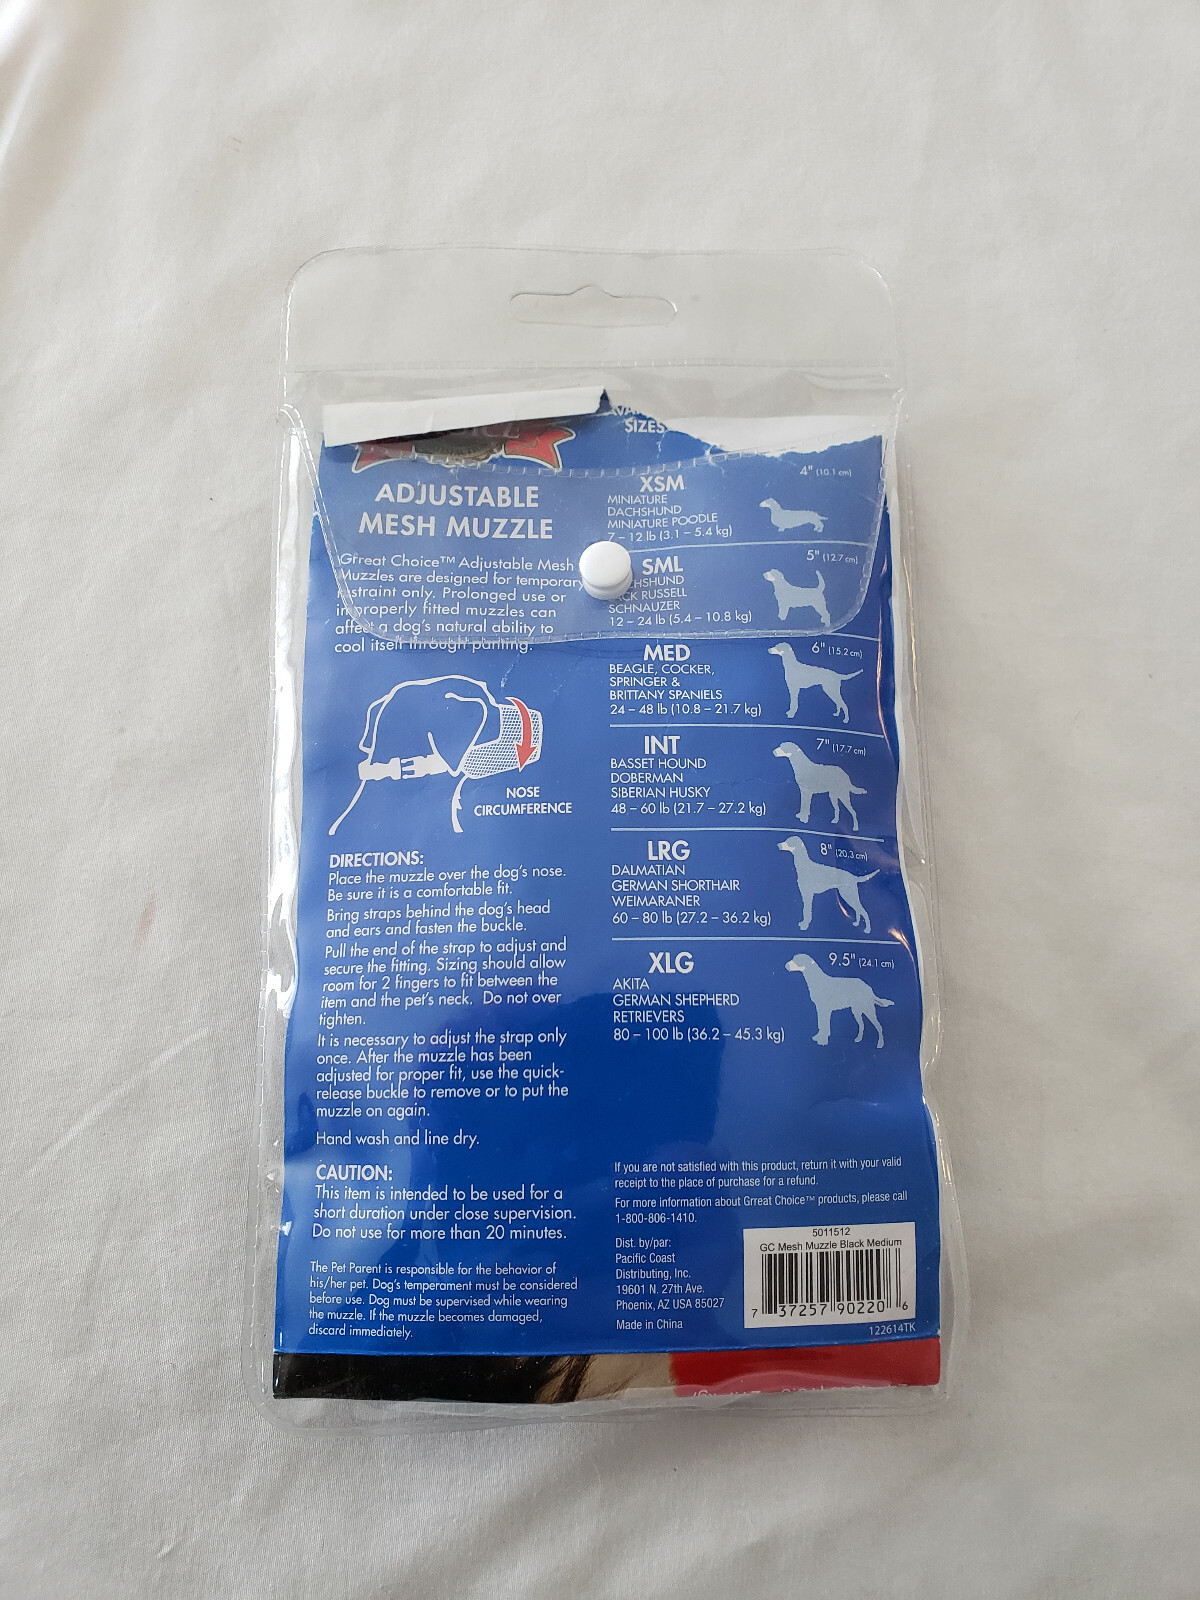 ADJUSTABLE
MESH MUZZLE
Grreat Choice™ Adjustable Mesh
Muzzles are designed for temporary
only. Prolonged use or
improperly fitted muzzles can
affect a dog's natural ability to
cool itself through panting.
NOSE
CIRCUMFERENCE
DIRECTIONS:
Place the muzzle over the dog's nose.
Be sure it is a comfortable fit.
Bring straps behind the dog's head
and ears and fasten the buckle.
Pull the end of the strap to adjust and
secure the fitting. Sizing should allow
room for 2 fingers to fit between the
item and the pet's neck. Do not over
tighten.
It is necessary to adjust the strap only
once. After the muzzle has been
adjusted for proper fit, use the quick-
release buckle to remove or to put the
muzzle on again.
Hand wash and line dry.
CAUTION:
This item is intended to be used for a
short duration under close supervision.
Do not use for more than 20 minutes.
The Pet Parent is responsible for the behavior of
his/her pet. Dog's temperament must be considered
before use. Dog must be supervised while wearing
the muzzle. If the muzzle becomes damaged,
discard immediately.
SIZES
XSM
4" (10.1 cm)
MINIATURE
DACHSHUND
MINIATURE POODLE
7 – 12 lb (3.1 – 5.4 kg)
SML
5" (12.7 cm)
RUSSELL
SCHNAUZER
12 – 24 lb (5.4 – 10.8 kg)
MED
6" (15.2 cm)
BEAGLE, COCKER,
SPRINGER &
BRITTANY SPANIELS
24 – 48 lb (10.8 – 21.7 kg)
INT
7" (17.7 cm)
BASSET HOUND
DOBERMAN
SIBERIAN HUSKY
48 – 60 lb (21.7 – 27.2 kg)
LRG
8" (20.3 cm)
DALMATIAN
GERMAN SHORTHAIR
WEIMARANER
60 – 80 lb (27.2 – 36.2 kg)
XLG
9.5" (24.1 cm)
AKITA
GERMAN SHEPHERD
RETRIEVERS
80 – 100 lb (36.2 – 45.3 kg)
If you are not satisfied with this product, return it with your valid
receipt to the place of purchase for a refund.
For more information about Grreat Choice™ products, please call
1-800-806-1410.
Dist. by/par:
Pacific Coast
Distributing, Inc.
19601 N. 27th Ave.
Phoenix, AZ USA 85027
Made in China
5011512
GC Mesh Muzzle Black Medium
7 37257 90220 6
122614TK